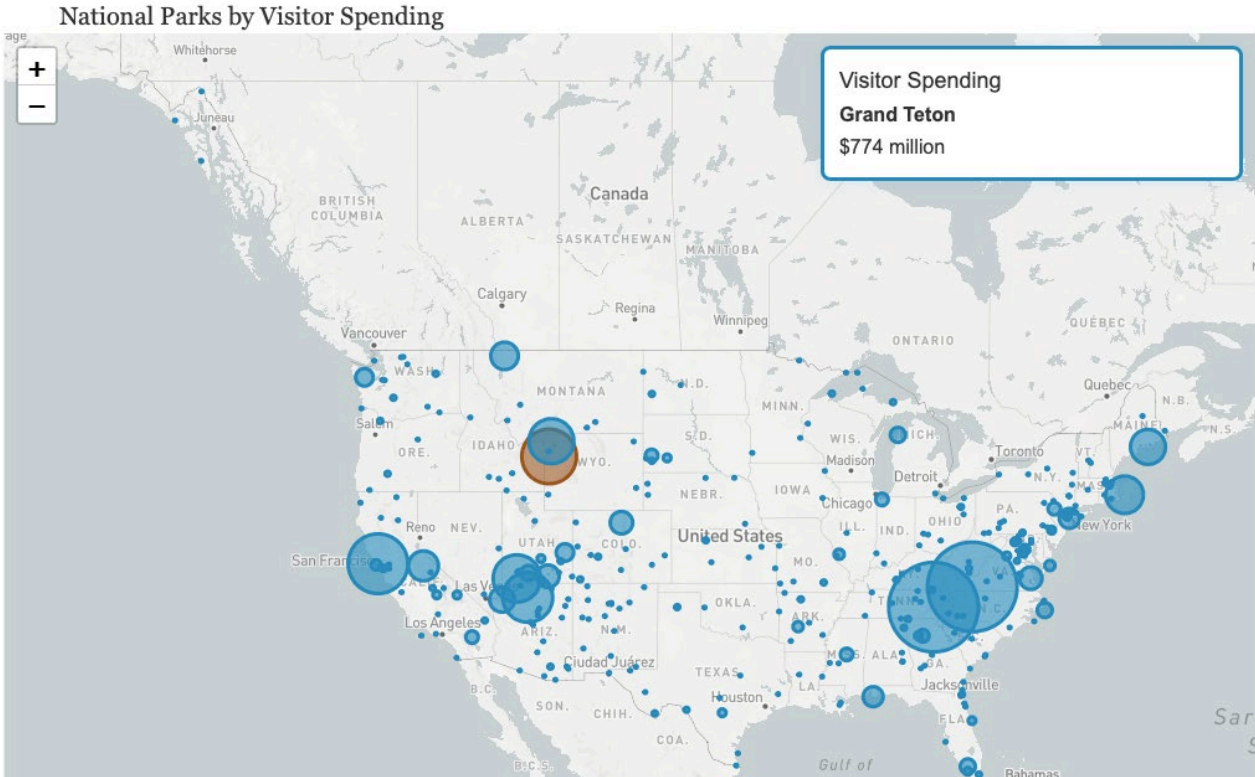 National Parks by Visitor Spending
+
−
Visitor Spending
Grand Teton
$774 million
Whitehorse
Juneau
Canada
BRITISH
COLUMBIA
ALBERTA
SASKATCHEWAN
MANITOBA
Calgary
Regina
Winnipeg
ONTARIO
QUÉBEC
Vancouver
WASH.
MONTANA
N.D.
MINN.
Quebec
N.B.
MAINE
N.S.
Salem
ORE.
IDAHO
WYO.
S.D.
WIS.
MICH.
Toronto
VT.
Madison
Detroit
N.Y.
MASS.
IOWA
Chicago
NEBR.
PA.
New York
Reno
NEV.
UTAH
COLO.
United States
ILL.
IND.
OHIO
San Francisco
CALIF.
Las Ve
MO.
VA.
Los Angeles
ARIZ.
N.M.
OKLA.
ARK.
TENN.
N.C.
MISS.
ALA.
GA.
Ciudad Juárez
TEXAS
LA.
Jacksonville
B.C.
SON.
CHIH.
Houston
FLA.
COA.
B.C.S.
Gulf of
Bahamas
Sar
S